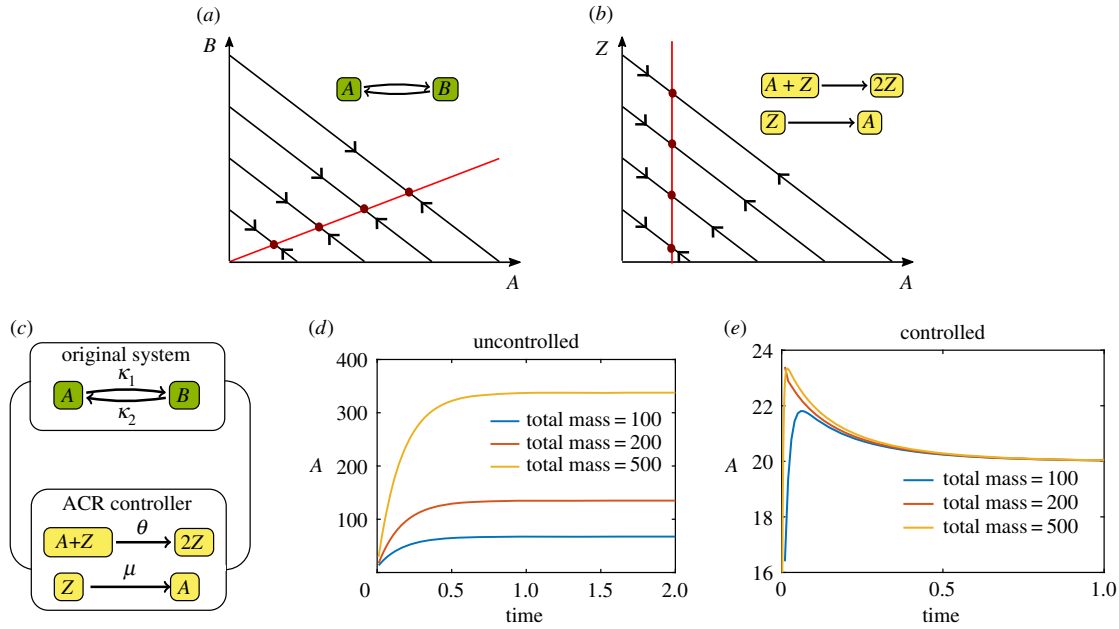 (a)
B
A
B
A
(b)
Z
A + Z
2Z
Z
A
A
(c)
original system
κ1
A
B
κ2
ACR controller
A+Z
θ
2Z
Z
μ
A
(d)
uncontrolled
400
300
A
200
100
total mass = 100
total mass = 200
total mass = 500
0
0.5
1.0
1.5
2.0
time
(e)
controlled
24
22
A
20
18
16
total mass = 100
total mass = 200
total mass = 500
0
0.5
1.0
time